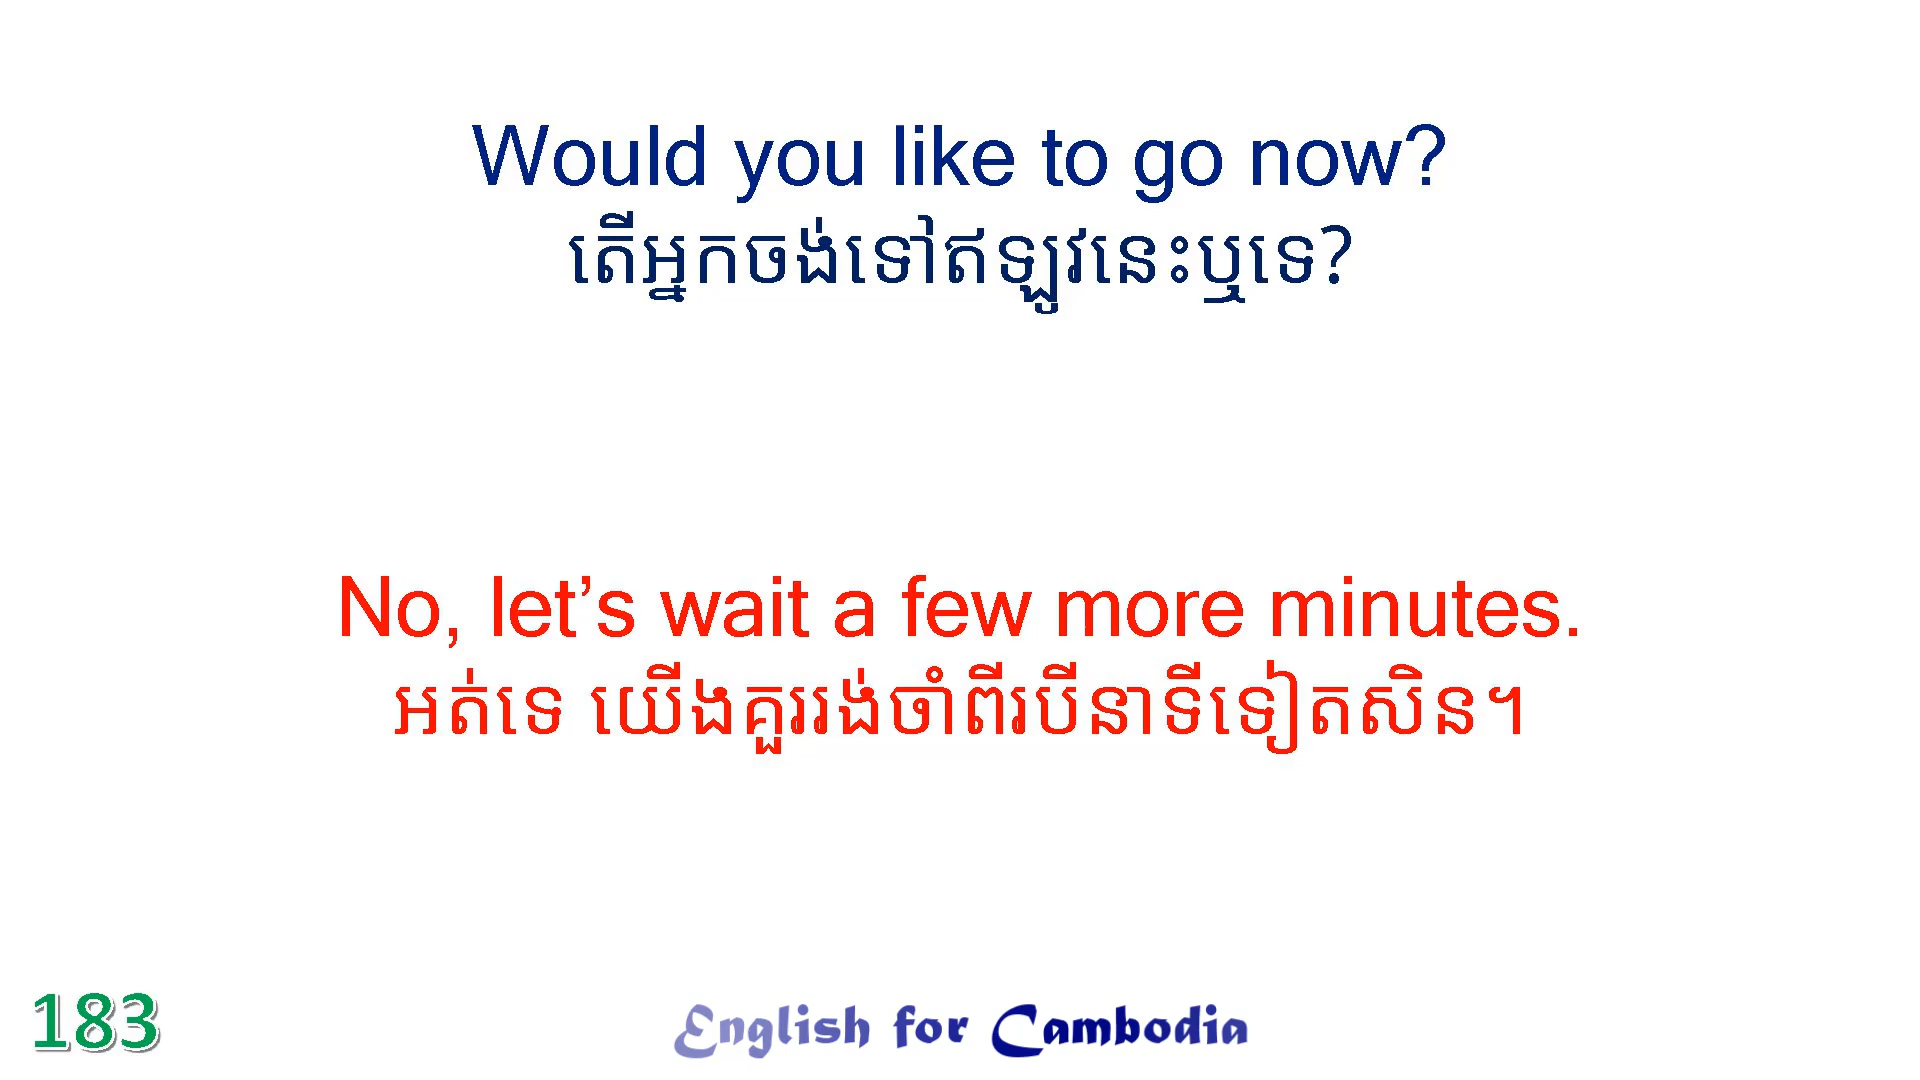 Would you like to go now?
តើអ្នកចង់ទៅឥឡូវនេះឬទេ?
No, let’s wait a few more minutes.
អត់ទេ យើងគួររង់ចាំពីរបីនាទីទៀតសិន។
183
English for Cambodia